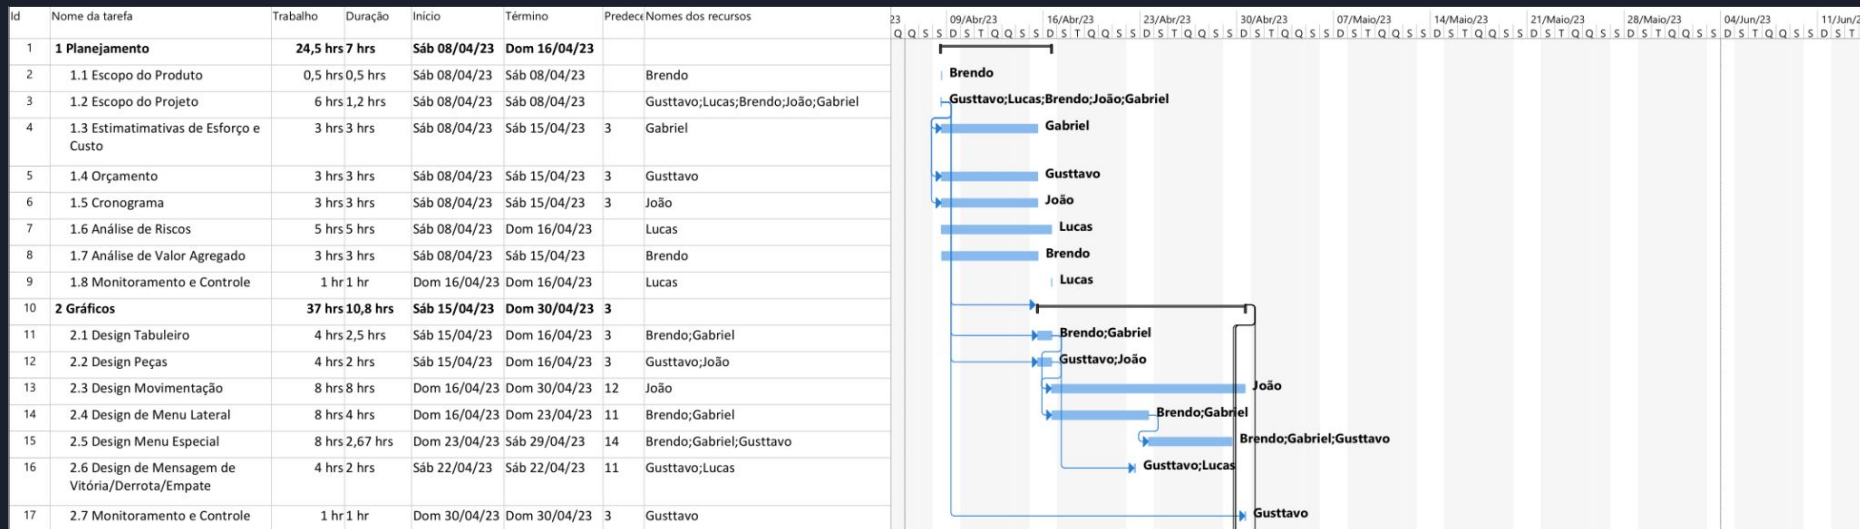 Id Nome da tarefa Trabalho Duração Início Término Predece Nomes dos recursos
23 09/Abr/23 16/Abr/23 23/Abr/23 30/Abr/23 07/Maio/23 14/Maio/23 21/Maio/23 28/Maio/23 04/Jun/23 11/Jun/2
Q Q S S D S T Q Q S S D S T Q Q S S D S T Q Q S S D S T Q Q S S D S T Q Q S S D S T Q Q S S D S T Q Q S S D S T Q Q S S D S T Q Q S S D S T
1 1 Planejamento 24,5 hrs 7 hrs Sáb 08/04/23 Dom 16/04/23
2 1.1 Escopo do Produto 0,5 hrs 0,5 hrs Sáb 08/04/23 Sáb 08/04/23 Brendo Brendo
3 1.2 Escopo do Projeto 6 hrs 1,2 hrs Sáb 08/04/23 Sáb 08/04/23 Gusttavo;Lucas;Brendo;João;Gabriel Gusttavo;Lucas;Brendo;João;Gabriel
4 1.3 Estimatimativas de Esforço e 3 hrs 3 hrs Sáb 08/04/23 Sáb 15/04/23 3 Gabriel Gabriel
Custo
5 1.4 Orçamento 3 hrs 3 hrs Sáb 08/04/23 Sáb 15/04/23 3 Gusttavo Gusttavo
6 1.5 Cronograma 3 hrs 3 hrs Sáb 08/04/23 Sáb 15/04/23 3 João João
7 1.6 Análise de Riscos 5 hrs 5 hrs Sáb 08/04/23 Dom 16/04/23 Lucas Lucas
8 1.7 Análise de Valor Agregado 3 hrs 3 hrs Sáb 08/04/23 Sáb 15/04/23 Brendo Brendo
9 1.8 Monitoramento e Controle 1 hr 1 hr Dom 16/04/23 Dom 16/04/23 Lucas Lucas
10 2 Gráficos 37 hrs 10,8 hrs Sáb 15/04/23 Dom 30/04/23 3
11 2.1 Design Tabuleiro 4 hrs 2,5 hrs Sáb 15/04/23 Dom 16/04/23 3 Brendo;Gabriel Brendo;Gabriel
12 2.2 Design Peças 4 hrs 2 hrs Sáb 15/04/23 Dom 16/04/23 3 Gusttavo;João Gusttavo;João
13 2.3 Design Movimentação 8 hrs 8 hrs Dom 16/04/23 Dom 30/04/23 12 João João
14 2.4 Design de Menu Lateral 8 hrs 4 hrs Dom 16/04/23 Dom 23/04/23 11 Brendo;Gabriel Brendo;Gabriel
15 2.5 Design Menu Especial 8 hrs 2,67 hrs Dom 23/04/23 Sáb 29/04/23 14 Brendo;Gabriel;Gusttavo Brendo;Gabriel;Gusttavo
16 2.6 Design de Mensagem de 4 hrs 2 hrs Sáb 22/04/23 Sáb 22/04/23 11 Gusttavo;Lucas Gusttavo;Lucas
Vitória/Derrota/Empate
17 2.7 Monitoramento e Controle 1 hr 1 hr Dom 30/04/23 Dom 30/04/23 3 Gusttavo Gusttavo